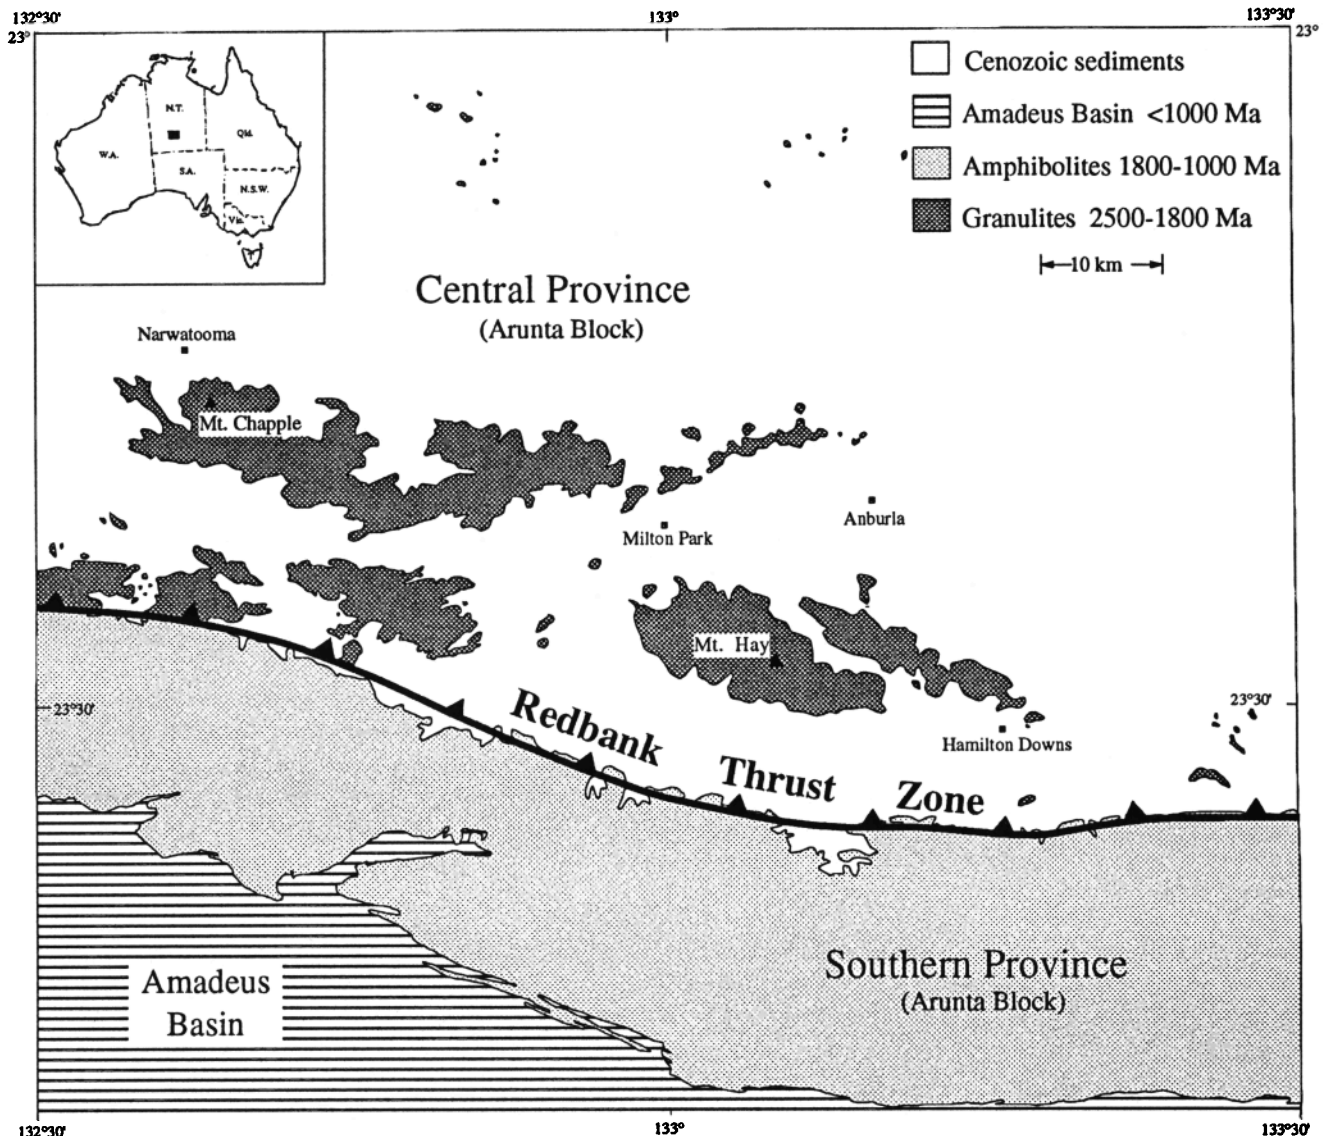 132°30'
133°
133°30'
23°
23°
N.T.
W.A.
Qld.
S.A.
N.S.W.
Vic.
T
Cenozoic sediments
Amadeus Basin <1000 Ma
Amphibolites 1800-1000 Ma
Granulites 2500-1800 Ma
10 km
Central Province
(Arunta Block)
Narwatooma
Mt. Chapple
Milton Park
Anburla
Mt. Hay
Hamilton Downs
23°30'
23°30'
Redbank Thrust Zone
Southern Province
(Arunta Block)
Amadeus
Basin
132°30'
133°
133°30'